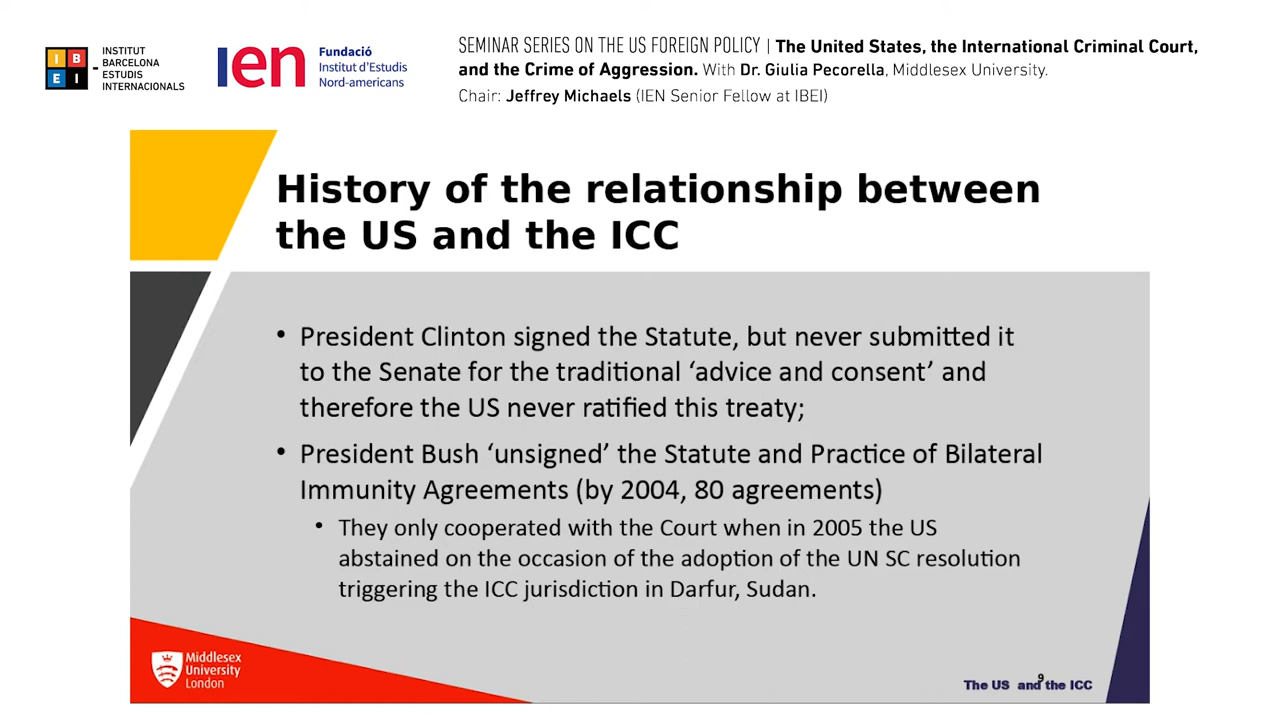 I B
E I
INSTITUT
BARCELONA
ESTUDIS
INTERNACIONALS
ien
Fundació
Institut d'Estudis
Nord-americans
SEMINAR SERIES ON THE US FOREIGN POLICY | The United States, the International Criminal Court,
and the Crime of Aggression. With Dr. Giulia Pecorella, Middlesex University.
Chair: Jeffrey Michaels (IEN Senior Fellow at IBEI)
History of the relationship between
the US and the ICC
• President Clinton signed the Statute, but never submitted it
to the Senate for the traditional ‘advice and consent’ and
therefore the US never ratified this treaty;
• President Bush ‘unsigned’ the Statute and Practice of Bilateral
Immunity Agreements (by 2004, 80 agreements)
• They only cooperated with the Court when in 2005 the US
abstained on the occasion of the adoption of the UN SC resolution
triggering the ICC jurisdiction in Darfur, Sudan.
Middlesex
University
London
9
The US and the ICC